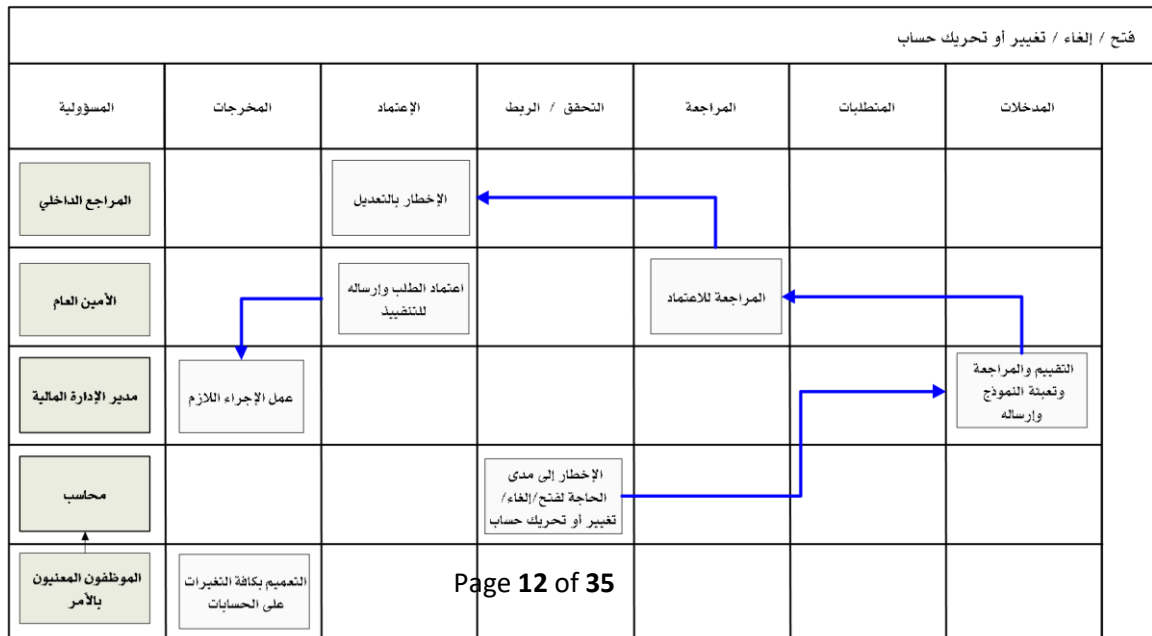 فتح / إلغاء / تغيير أو تحريك حساب
المدخلات
المتطلبات
المراجعة
التحقق / الربط
الإعتماد
المخرجات
المسؤولية
الإخطار بالتعديل
المراجع الداخلي
المراجعة للاعتماد
اعتماد الطلب وإرساله
للتنفييذ
الأمين العام
التقييم والمراجعة
وتعبئة النموذج
وإرساله
عمل الإجراء اللازم
مدير الإدارة المالية
الإخطار إلى مدى
الحاجة لفتح/إلغاء/
تغيير أو تحريك حساب
محاسب
التعميم بكافة التغيرات
على الحسابات
الموظفون المعنيون
بالأمر
Page 12 of 35